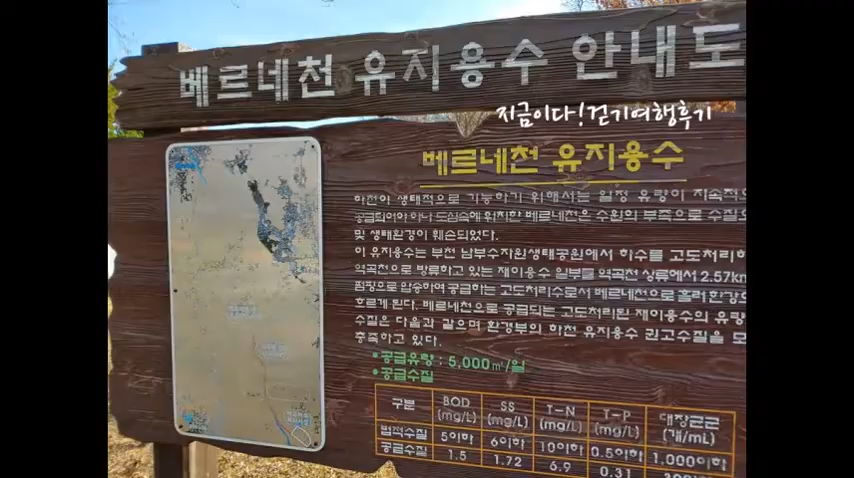 베르네천 유지용수 안내도
지금이다! 걷기여행후기
베르네천 유지용수
하천이 생태적으로 기능하기 위해서는 일정 유량이 지속적으
공급되어야 하나 도심속에 위치한 베르네천은 수원의 부족으로 수질오
및 생태환경이 훼손되었다.
이 유지용수는 부천 남부수자원생태공원에서 하수를 고도처리하
역곡천으로 방류하고 있는 재이용수 일부를 역곡천 상류에서 2.57km
펌핑으로 압송하여 공급하는 고도처리수로서 베르네천으로 흘러 한강으
흐르게 된다. 베르네천으로 공급되는 고도처리된 재이용수의 유량
수질은 다음과 같으며 환경부의 하천 유지용수 권고수질을 모
충족하고 있다.
•공급유량 : 5,000㎥/일
•공급수질
구분 BOD (mg/L) SS (mg/L) T-N (mg/L) T-P (mg/L) 대장균군 (개/mL)
법적수질 5이하 6이하 10이하 0.5이하 1,000이하
공급수질 1.5 1.72 6.9 0.31